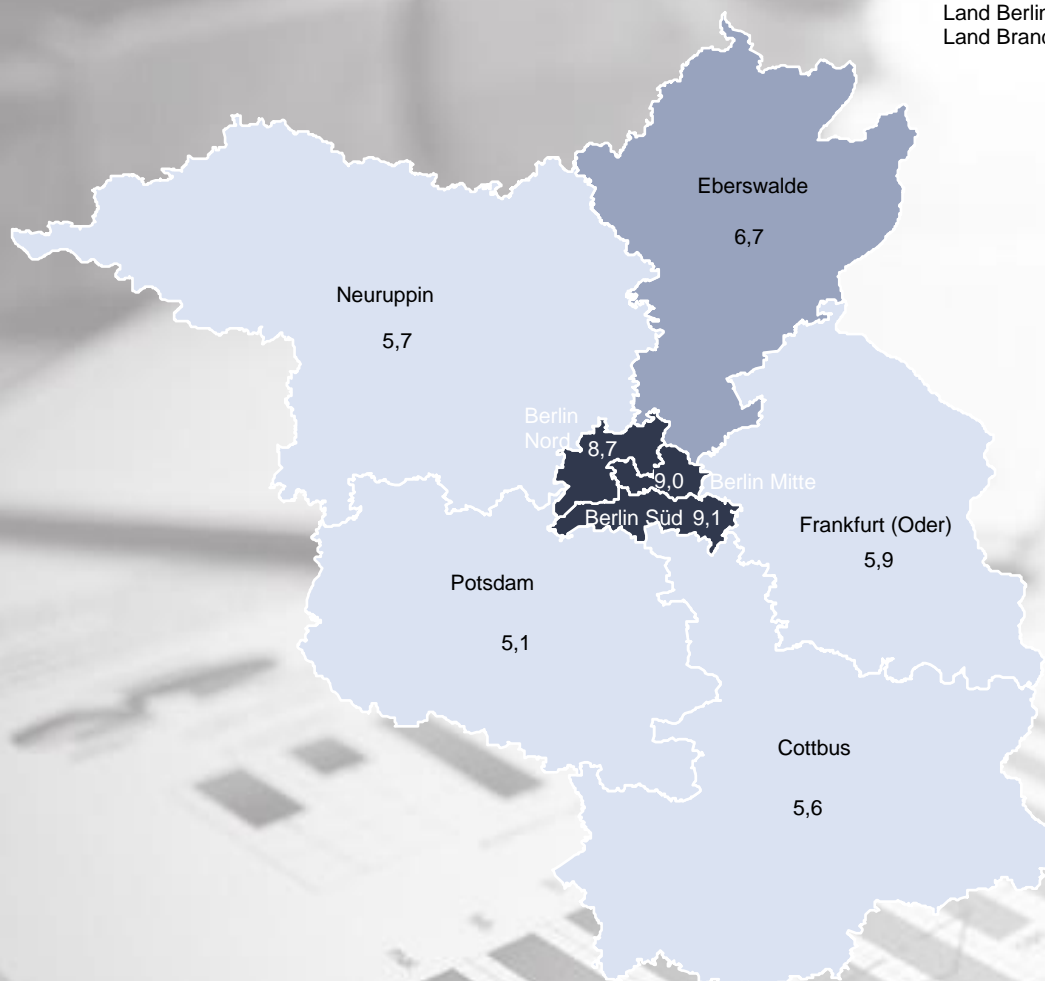 Land Berlin
Land
Eberswalde
6,7
Neuruppin
5,7
Berlin
Nord 8,7
9,0 Berlin Mitte
Berlin Süd 9,1
Frankfurt (Oder)
5,9
Potsdam
5,1
Cottbus
5,6